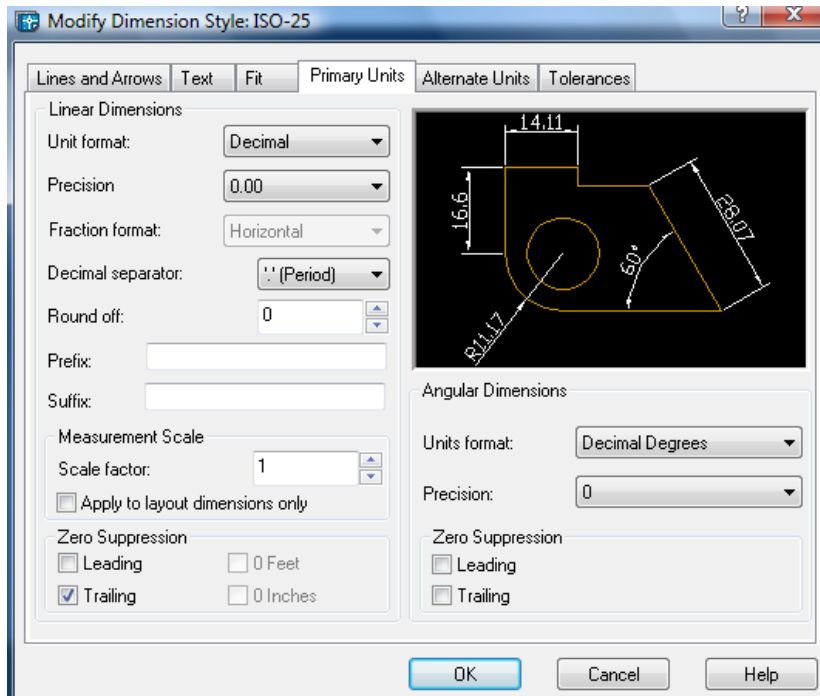 Modify Dimension Style: ISO-25
? X
Lines and Arrows Text Fit Primary Units Alternate Units Tolerances
Linear Dimensions
Unit format: Decimal
Precision 0.00
Fraction format: Horizontal
Decimal separator: '.' (Period)
Round off: 0
Prefix:
Suffix:
Measurement Scale
Scale factor: 1
Apply to layout dimensions only
Zero Suppression
Leading 0 Feet
Trailing 0 Inches
14.11
16.6
28.07
60°
R11.17
Angular Dimensions
Units format: Decimal Degrees
Precision: 0
Zero Suppression
Leading
Trailing
OK Cancel Help